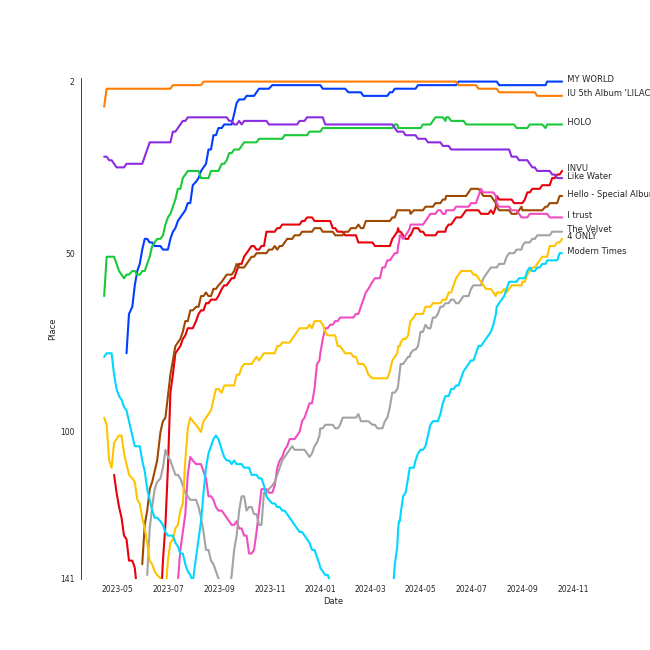 2
50
100
141
Place
2023-05 2023-07 2023-09 2023-11 2024-01 2024-03 2024-05 2024-07 2024-09 2024-11
Date
MY WORLD
IU 5th Album 'LILAC
HOLO
INVU
Like Water
Hello - Special Albu
I trust
The Velvet
4 ONLY
Modern Times